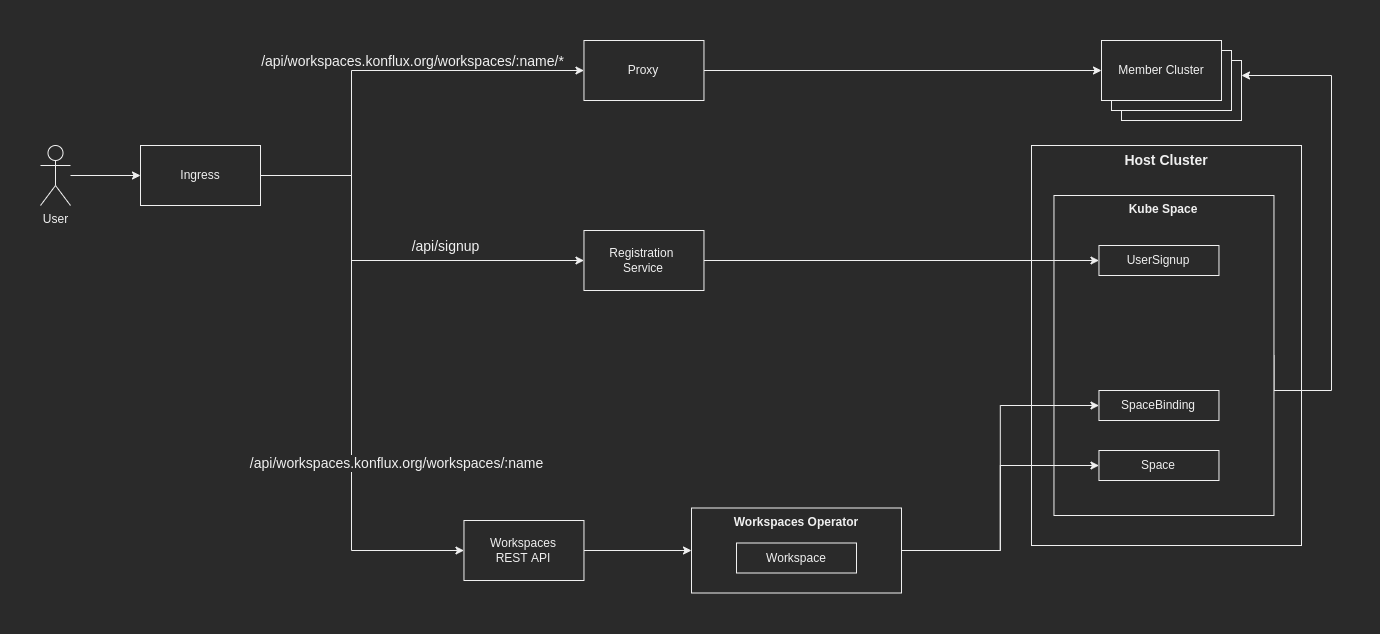 /api/workspaces.konflux.org/workspaces/:name/*
Proxy
Member Cluster
User
Ingress
Host Cluster
Kube Space
/api/signup
Registration
Service
UserSignup
SpaceBinding
Space
/api/workspaces.konflux.org/workspaces/:name
Workspaces
REST API
Workspaces Operator
Workspace